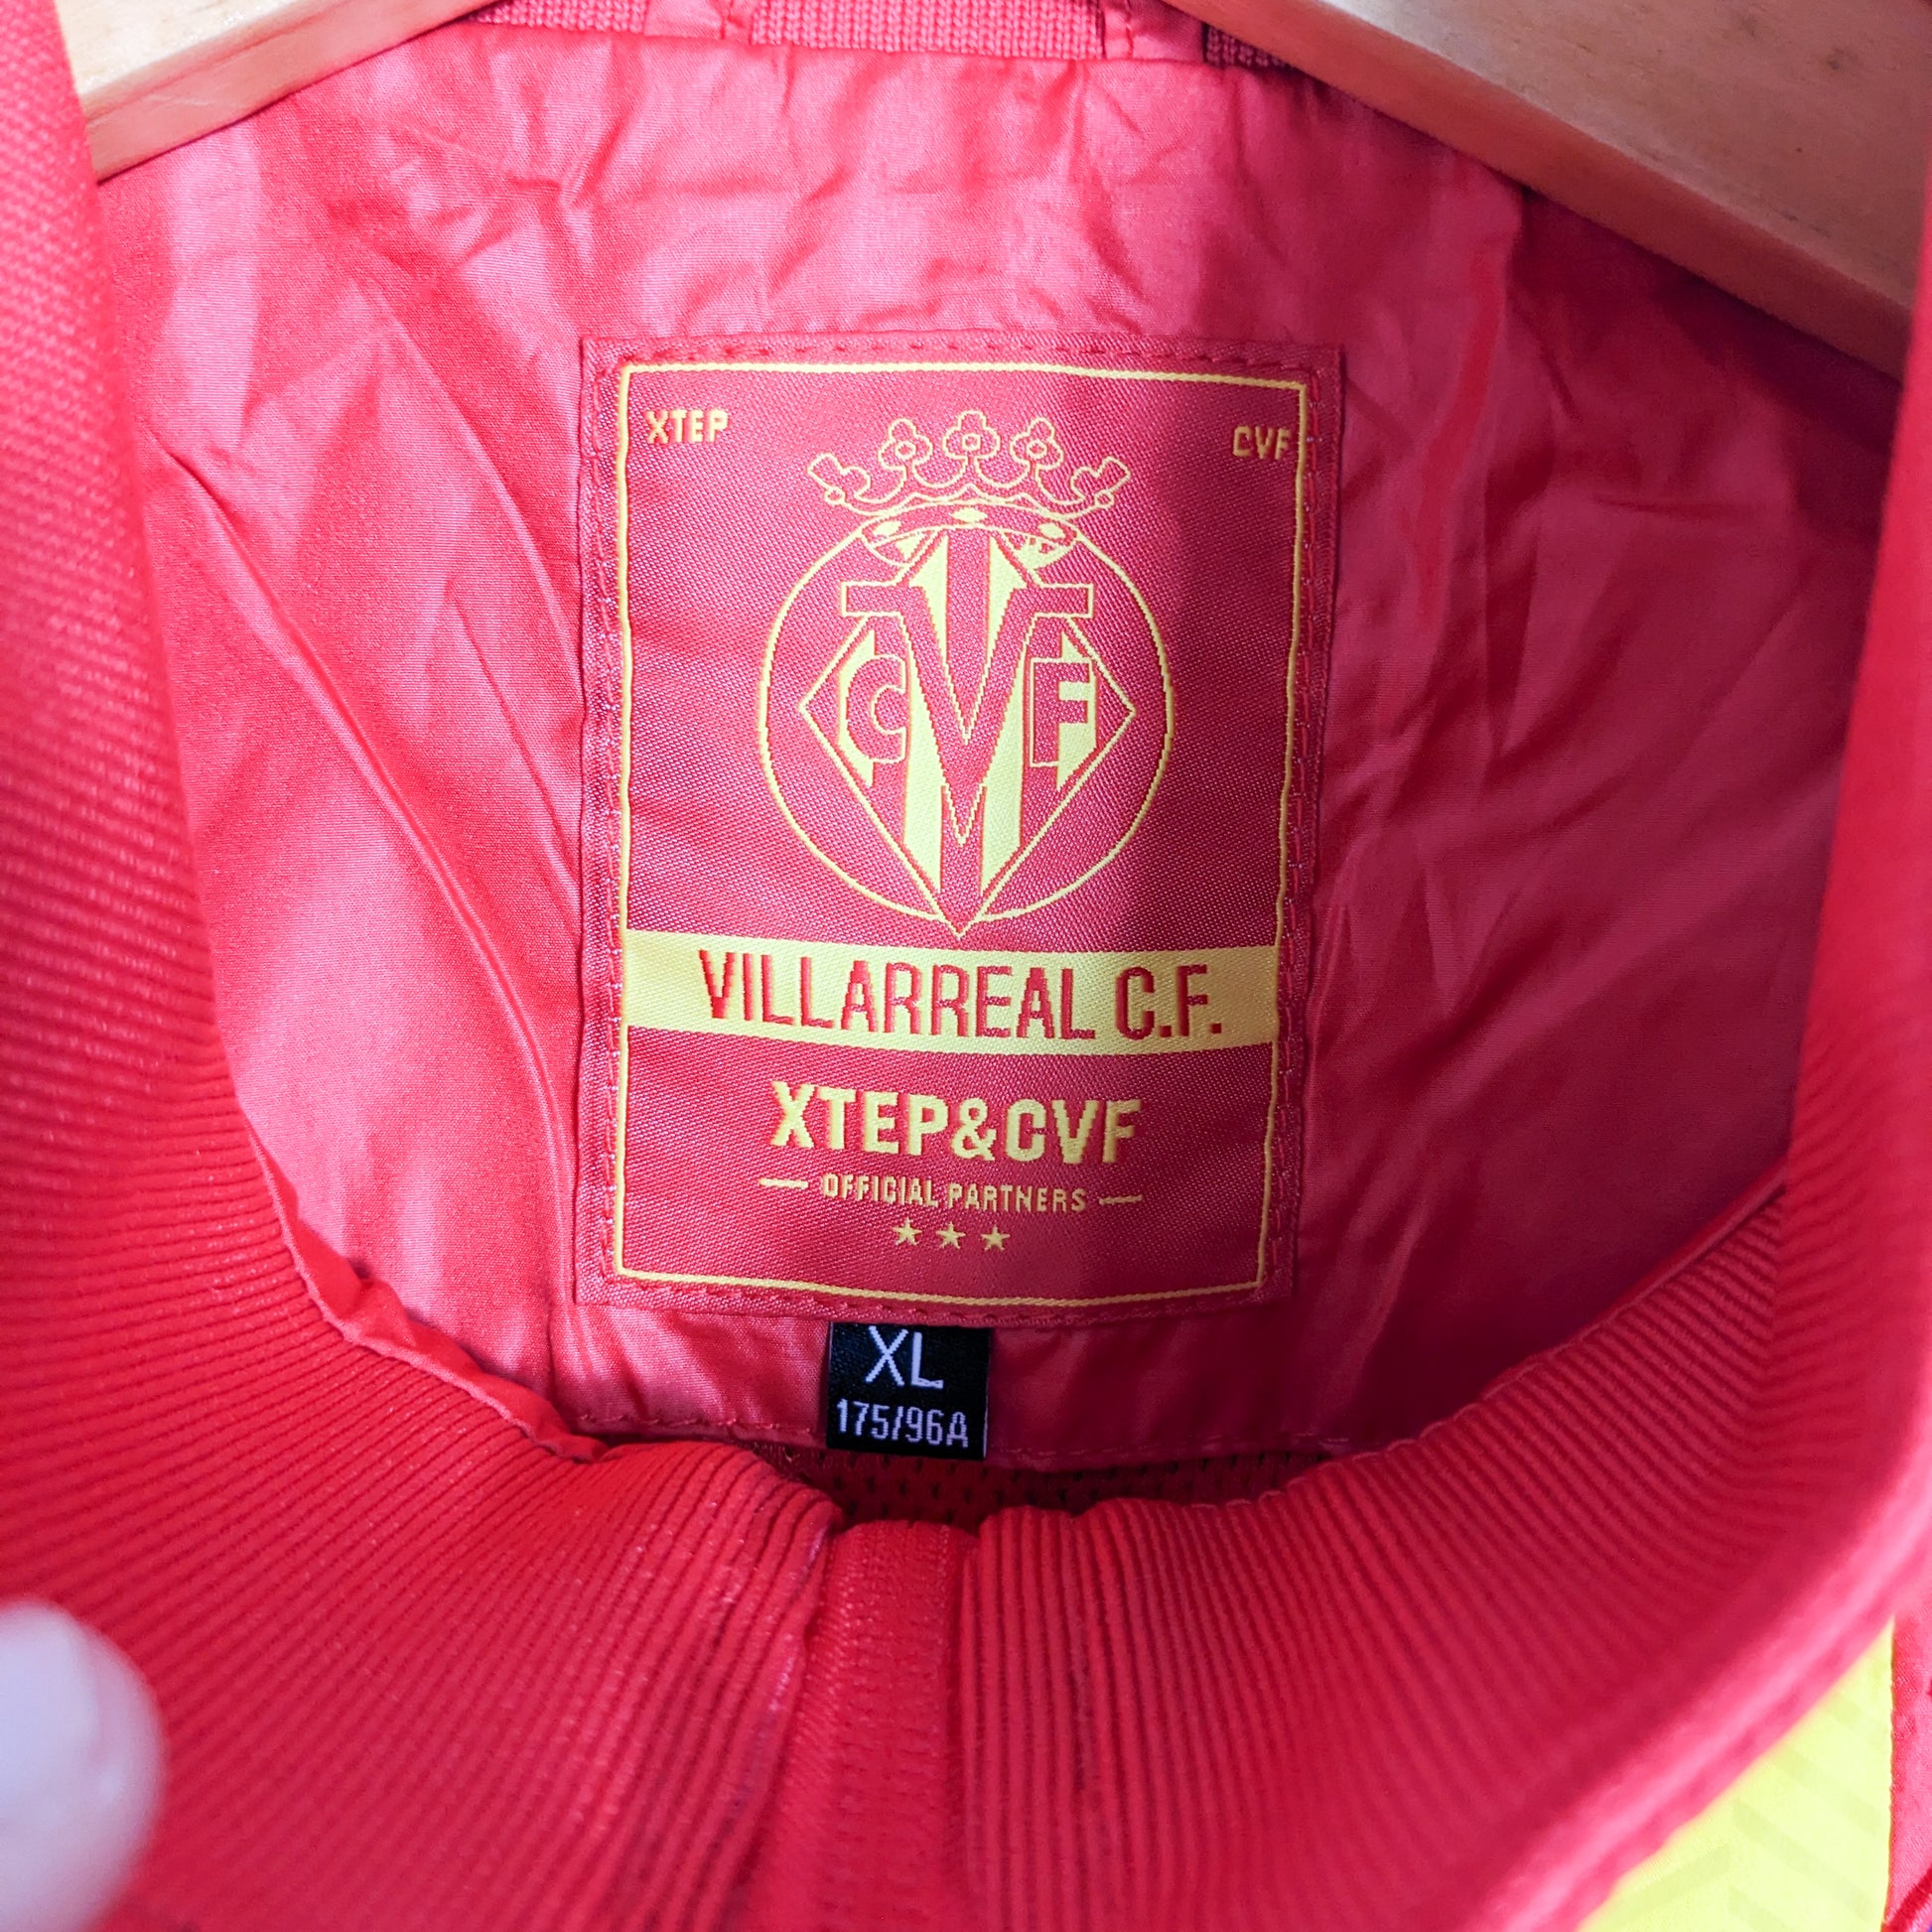 XTEP CVF
CVF
VILLARREAL C.F.
XTEP&CVF
OFFICIAL PARTNERS
XL
175/96A